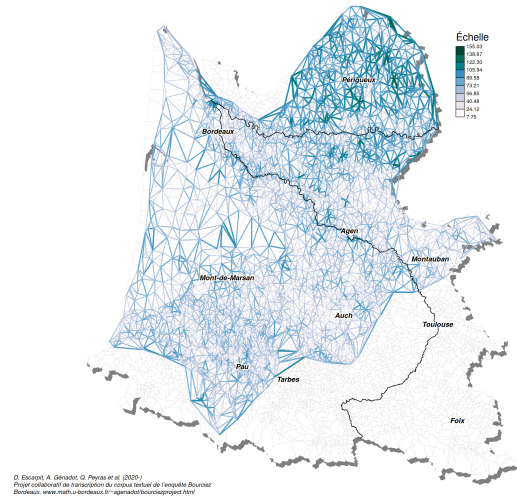 Échelle
155.03
138.67
122.30
105.94
89.58
73.21
56.85
40.48
24.12
7.75
Périgueux
Bordeaux
Agen
Montauban
Mont-de-Marsan
Auch
Toulouse
Pau
Tarbes
Foix
D. Escarpit, A. Génadot, Q. Peyras et al. (2020-)
Projet collaboratif de transcription du corpus textuel de l'enquête Bourciez
Bordeaux, www.math.u-bordeaux.fr/~agenadot/bourciezproject.html